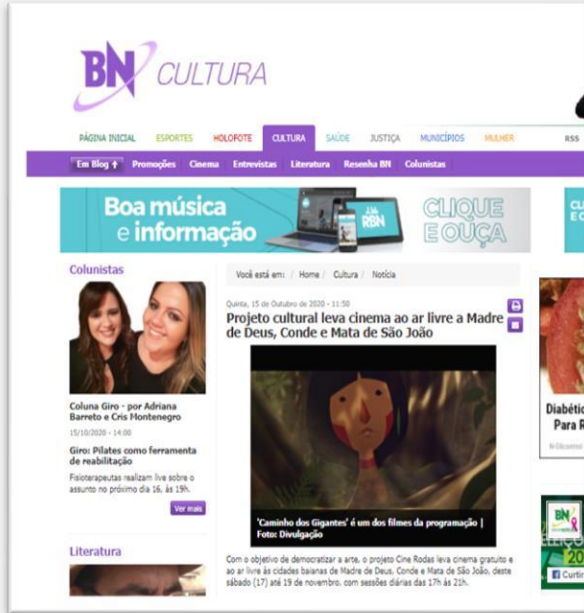 BN CULTURA
PÁGINA INICIAL ESPORTES HOLOFOTE CULTURA SAÚDE JUSTIÇA MUNICÍPIOS MULHER RSS
Em Blog Promoções Cinema Entrevistas Literatura Resenha BN Colunistas
Boa música
e informação
RBN
CLIQUE
E OUÇA
Colunistas
Coluna Giro - por Adriana
Barreto e Cris Montenegro
15/10/2020 - 14:00
Giro: Pilates como ferramenta
de reabilitação
Fisioterapeutas realizam live sobre o
assunto no próximo dia 16, às 19h.
Ver mais
Literatura
Você está em: / Home / Cultura / Notícia
Quinta, 15 de Outubro de 2020 - 11:50
Projeto cultural leva cinema ao ar livre a Madre
de Deus, Conde e Mata de São João
'Caminho dos Gigantes' é um dos filmes da programação |
Foto: Divulgação
Com o objetivo de democratizar a arte, o projeto Cine Rodas leva cinema gratuito e
ao ar livre às cidades baianas de Madre de Deus, Conde e Mata de São João, deste
sábado (17) até 19 de novembro, com sessões diárias das 17h às 21h.
Diabétic
Para R
BN
20
Curtir